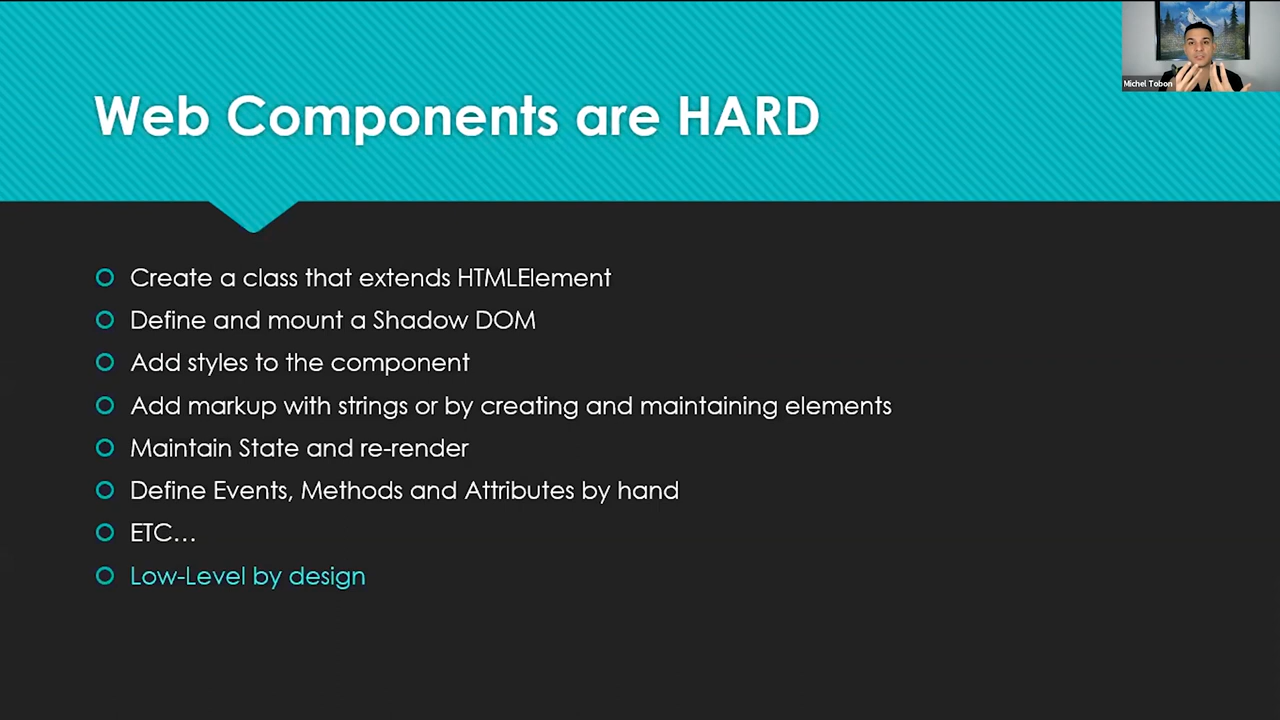 Michel Tobon
Web Components are HARD
Create a class that extends HTMLElement
Define and mount a Shadow DOM
Add styles to the component
Add markup with strings or by creating and maintaining elements
Maintain State and re-render
Define Events, Methods and Attributes by hand
ETC…
Low-Level by design